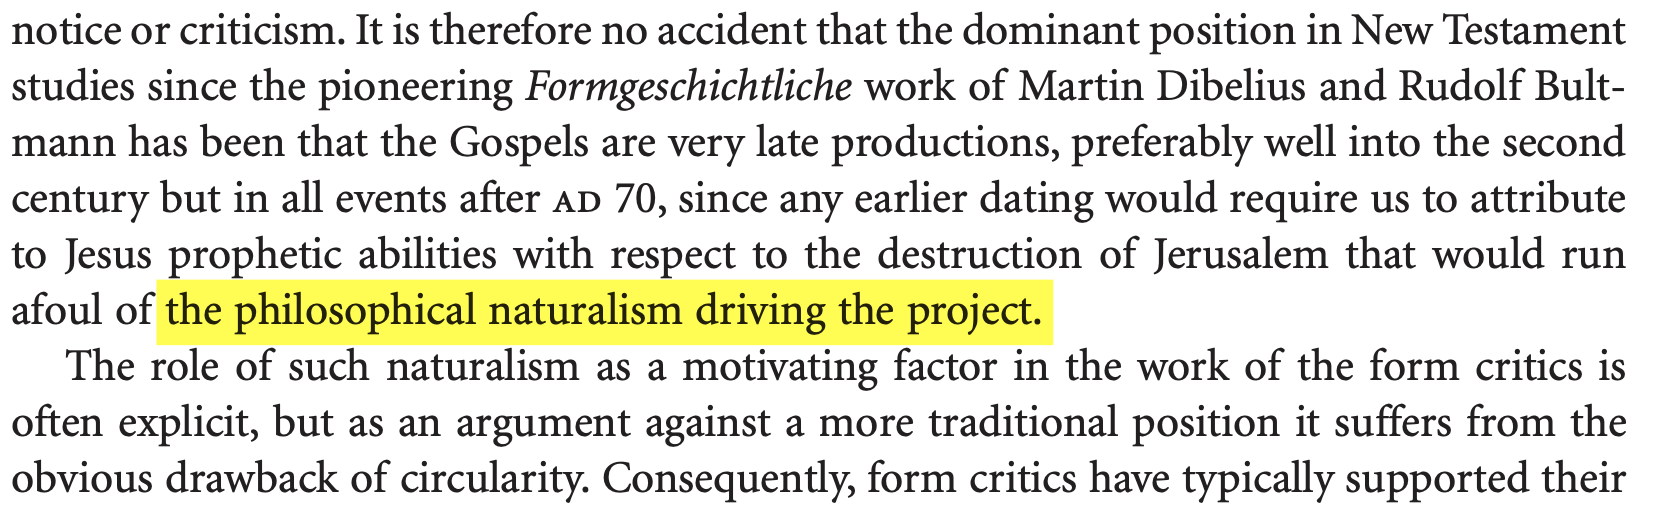 notice or criticism. It is therefore no accident that the dominant position in New Testament
studies since the pioneering Formgeschichtliche work of Martin Dibelius and Rudolf Bult-
mann has been that the Gospels are very late productions, preferably well into the second
century but in all events after AD 70, since any earlier dating would require us to attribute
to Jesus prophetic abilities with respect to the destruction of Jerusalem that would run
afoul of the philosophical naturalism driving the project.
The role of such naturalism as a motivating factor in the work of the form critics is
often explicit, but as an argument against a more traditional position it suffers from the
obvious drawback of circularity. Consequently, form critics have typically supported their